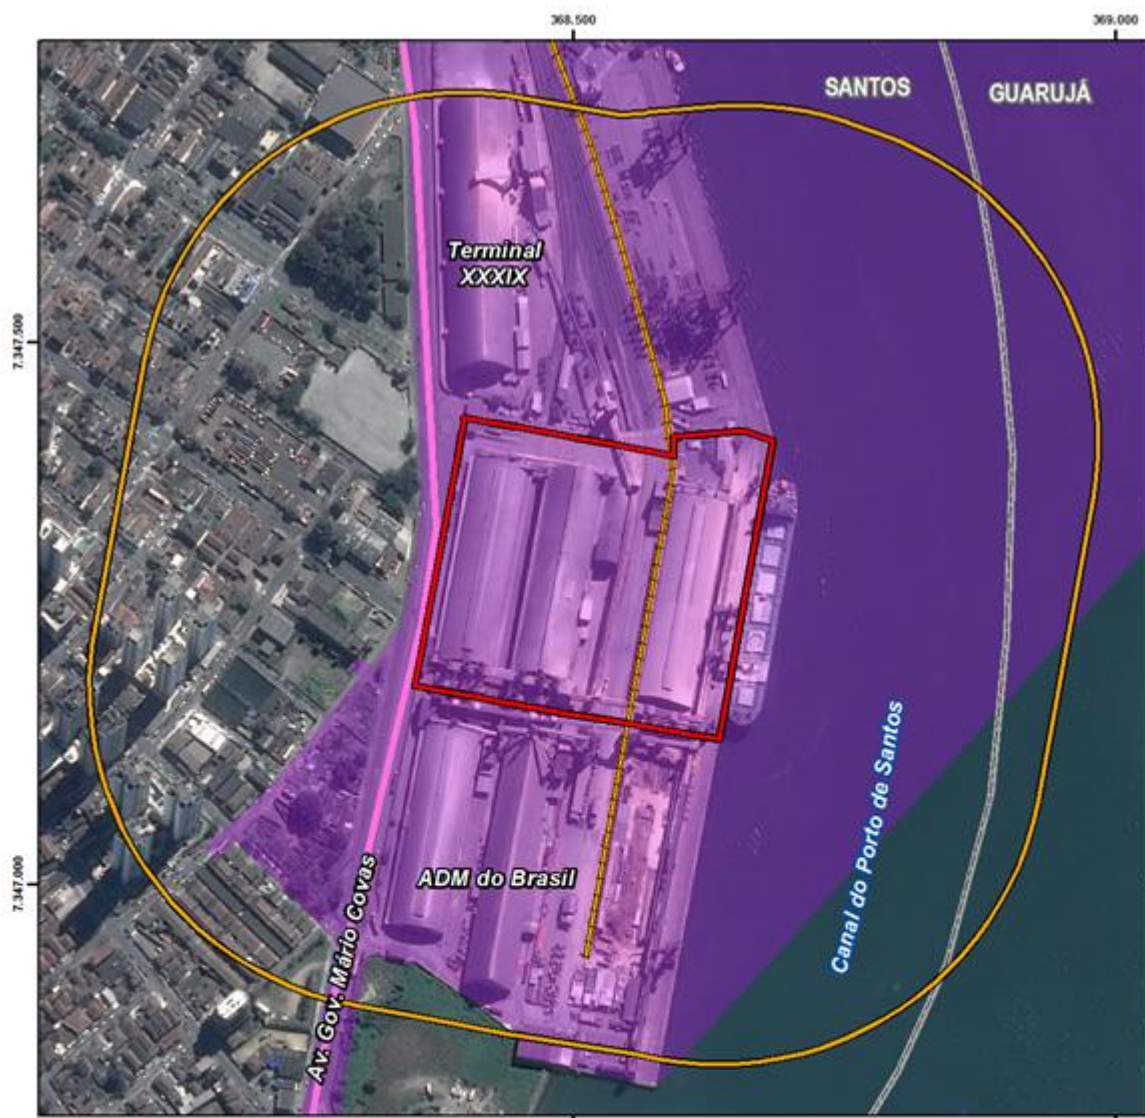 368.500
369.000
SANTOS
GUARUJÁ
Terminal
XXXIX
7.347.500
Canal do Porto de Santos
ADM do Brasil
7.347.000
Av. Gov. Mário Covas